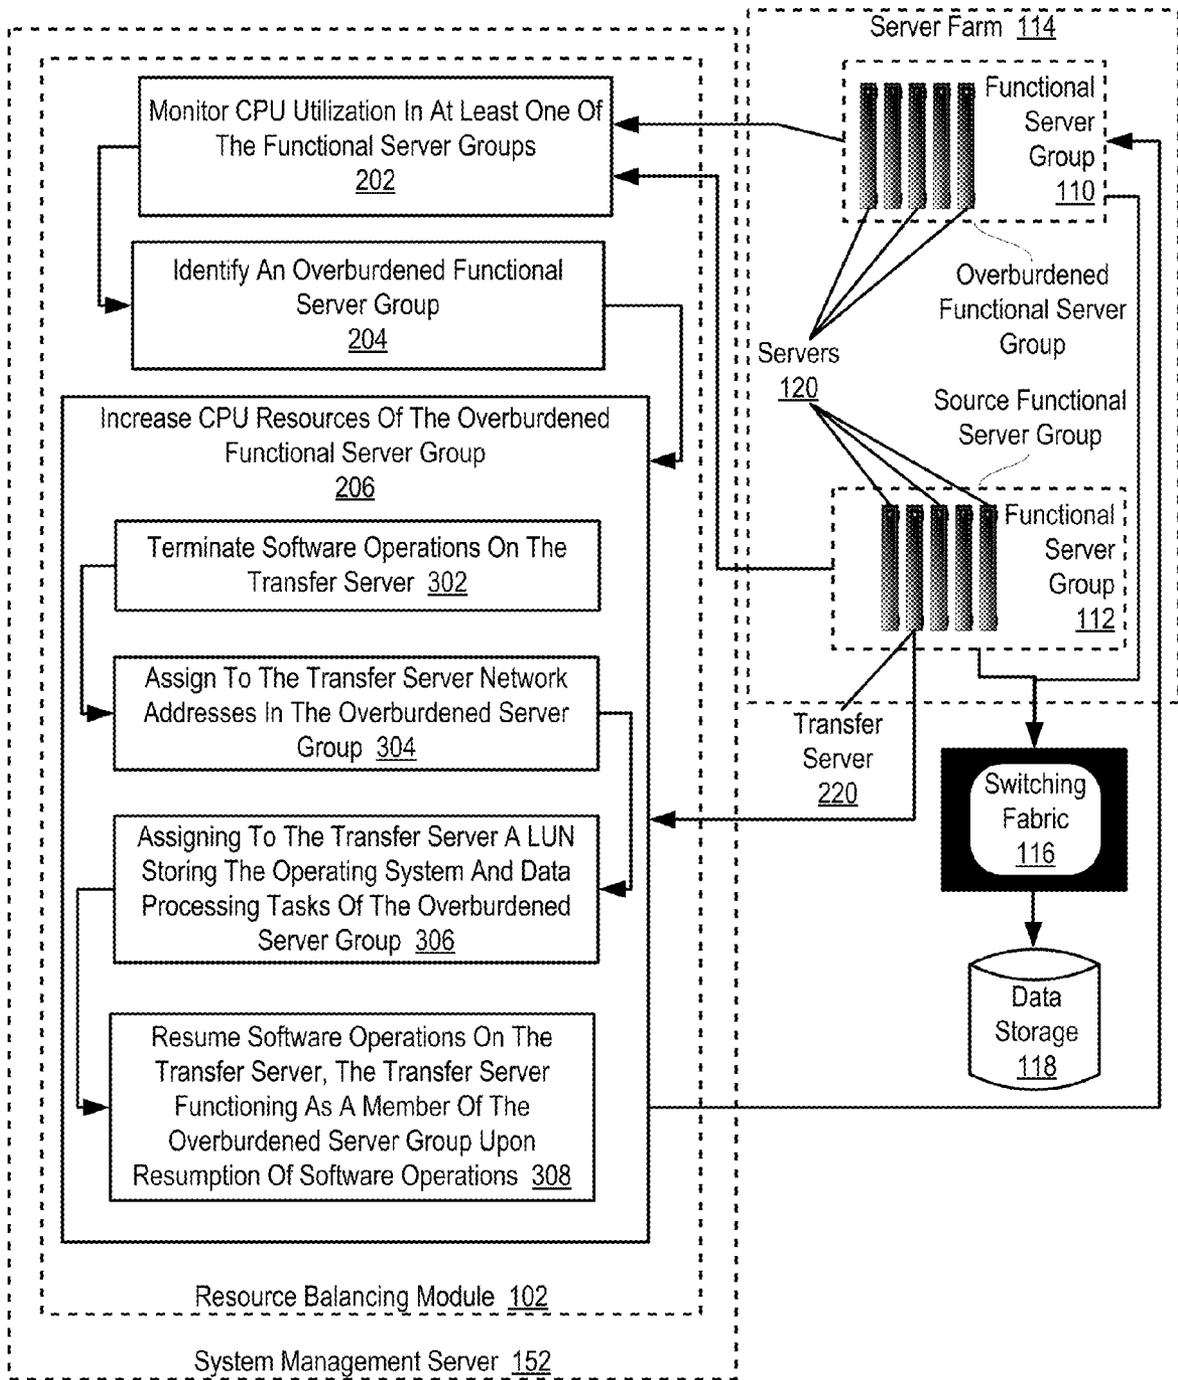 Monitor CPU Utilization In At Least One Of
The Functional Server Groups
202
Identify An Overburdened Functional
Server Group
204
Increase CPU Resources Of The Overburdened
Functional Server Group
206
Terminate Software Operations On The
Transfer Server 302
Assign To The Transfer Server Network
Addresses In The Overburdened Server
Group 304
Assigning To The Transfer Server A LUN
Storing The Operating System And Data
Processing Tasks Of The Overburdened
Server Group 306
Resume Software Operations On The
Transfer Server, The Transfer Server
Functioning As A Member Of The
Overburdened Server Group Upon
Resumption Of Software Operations 308
Resource Balancing Module 102
System Management Server 152
Server Farm 114
Functional
Server
Group
110
Overburdened
Functional Server
Group
Servers
120
Source Functional
Server Group
Functional
Server
Group
112
Transfer
Server
220
Switching
Fabric
116
Data
Storage
118